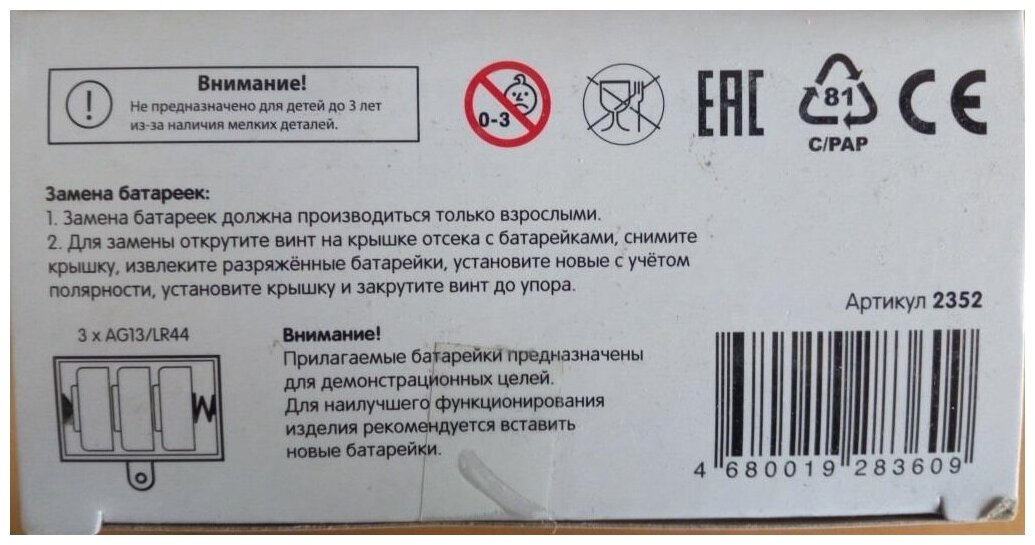 Внимание!
Не предназначено для детей до 3 лет
из-за наличия мелких деталей.
0-3
EAC
81
C/PAP
CE
Замена батареек:
1. Замена батареек должна производиться только взрослыми.
2. Для замены открутите винт на крышке отсека с батарейками, снимите
крышку, извлеките разряжённые батарейки, установите новые с учётом
полярности, установите крышку и закрутите винт до упора.
Артикул 2352
3 x AG13/LR44
Внимание!
Прилагаемые батарейки предназначены
для демонстрационных целей.
Для наилучшего функционирования
изделия рекомендуется вставить
новые батарейки.
4 680019 283609